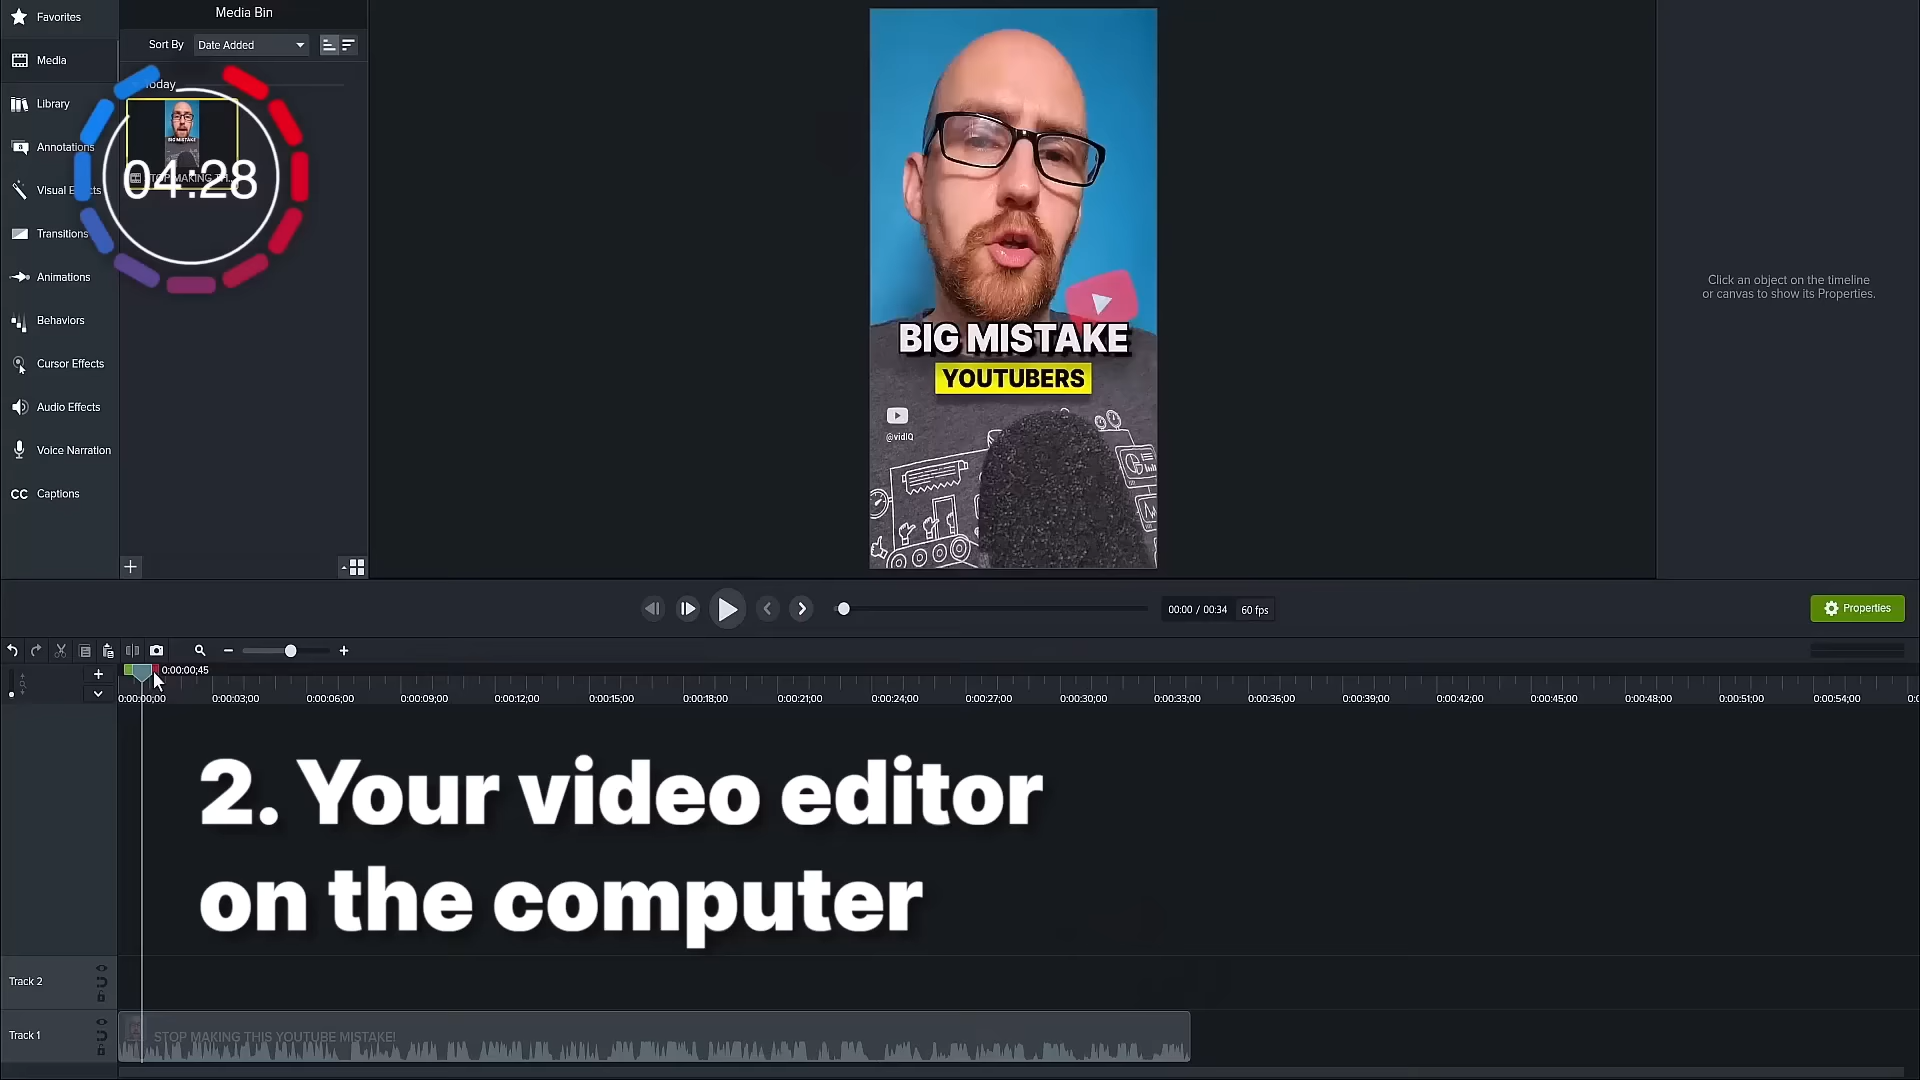 Favorites
Media
Library
Annotations
Visual Effects
Transitions
Animations
Behaviors
Cursor Effects
Audio Effects
Voice Narration
CC Captions
Media Bin
Sort By Date Added
Today
STOP MAKING TH...
04:28
BIG MISTAKE
YOUTUBERS
@vidIQ
Click an object on the timeline
or canvas to show its Properties.
00:00 / 00:34 60 fps
Properties
0:00:00;45
0:00:00;00 0:00:03;00 0:00:06;00 0:00:09;00 0:00:12;00 0:00:15;00 0:00:18;00 0:00:21;00 0:00:24;00 0:00:27;00 0:00:30;00 0:00:33;00 0:00:36;00 0:00:39;00 0:00:42;00 0:00:45;00 0:00:48;00 0:00:51;00 0:00:54;00
2. Your video editor
on the computer
Track 2
Track 1
STOP MAKING THIS YOUTUBE MISTAKE!